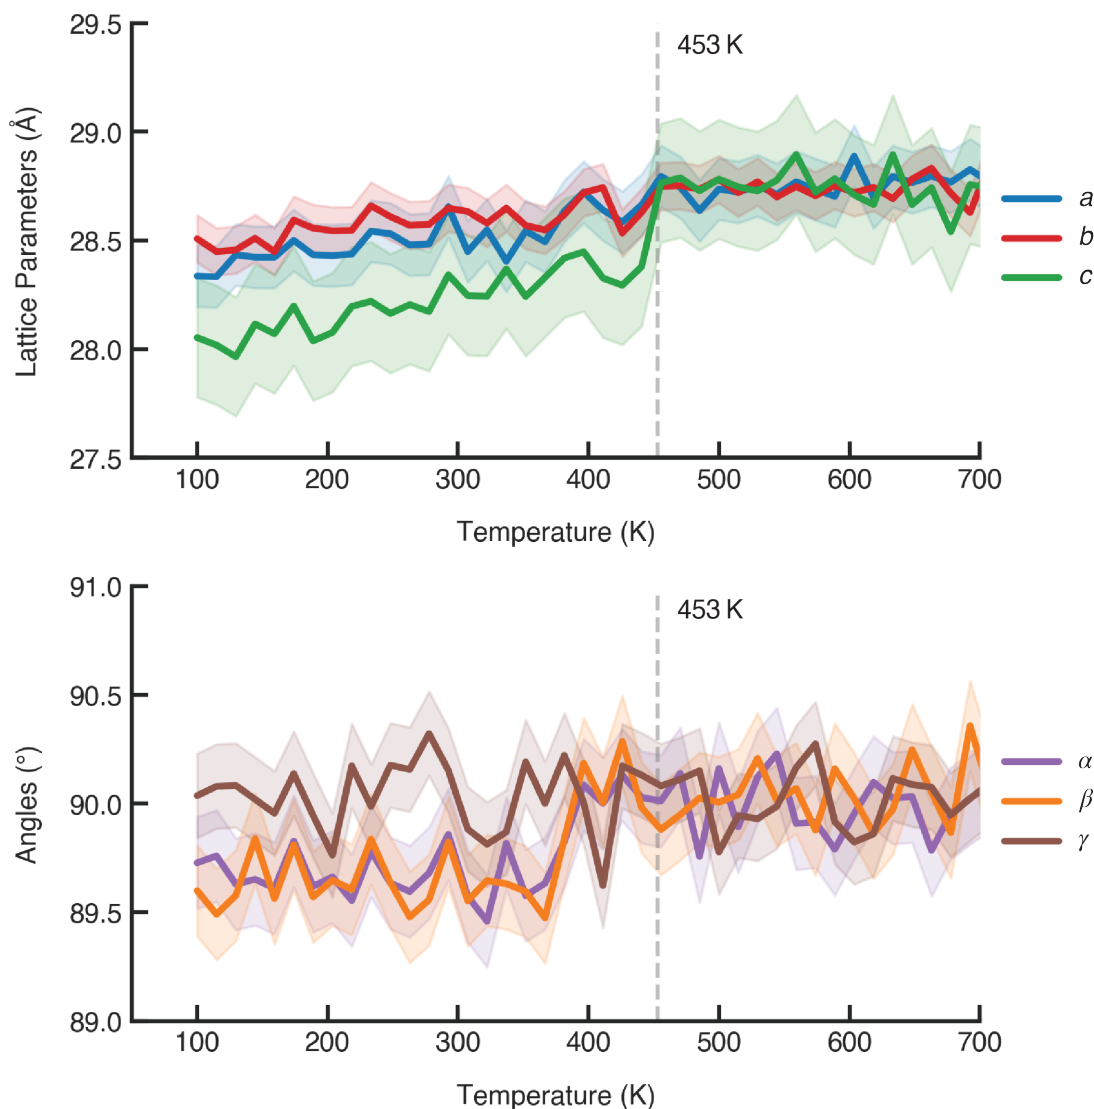 29.5
29.0
28.5
28.0
27.5
Lattice Parameters (Å)
453 K
a
b
c
100 200 300 400 500 600 700
Temperature (K)
91.0
90.5
90.0
89.5
89.0
Angles (°)
453 K
α
β
γ
100 200 300 400 500 600 700
Temperature (K)